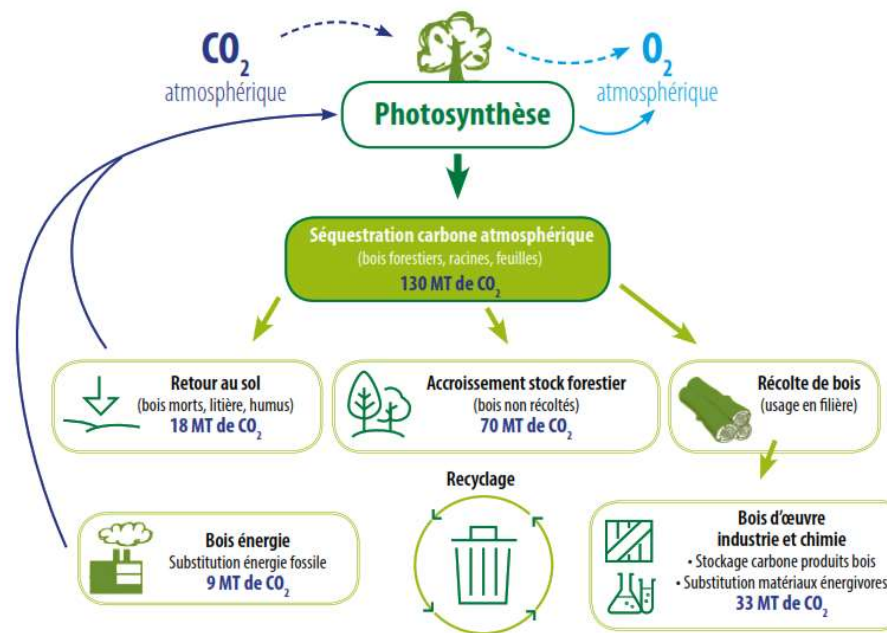 CO₂
atmosphérique
O₂
atmosphérique
Photosynthèse
Séquestration carbone atmosphérique
(bois forestiers, racines, feuilles)
130 MT de CO₂
Retour au sol
(bois morts, litière, humus)
18 MT de CO₂
Accroissement stock forestier
(bois non récoltés)
70 MT de CO₂
Récolte de bois
(usage en filière)
Bois énergie
Substitution énergie fossile
9 MT de CO₂
Recyclage
Bois d’œuvre
industrie et chimie
• Stockage carbone produits bois
• Substitution matériaux énergivores
33 MT de CO₂